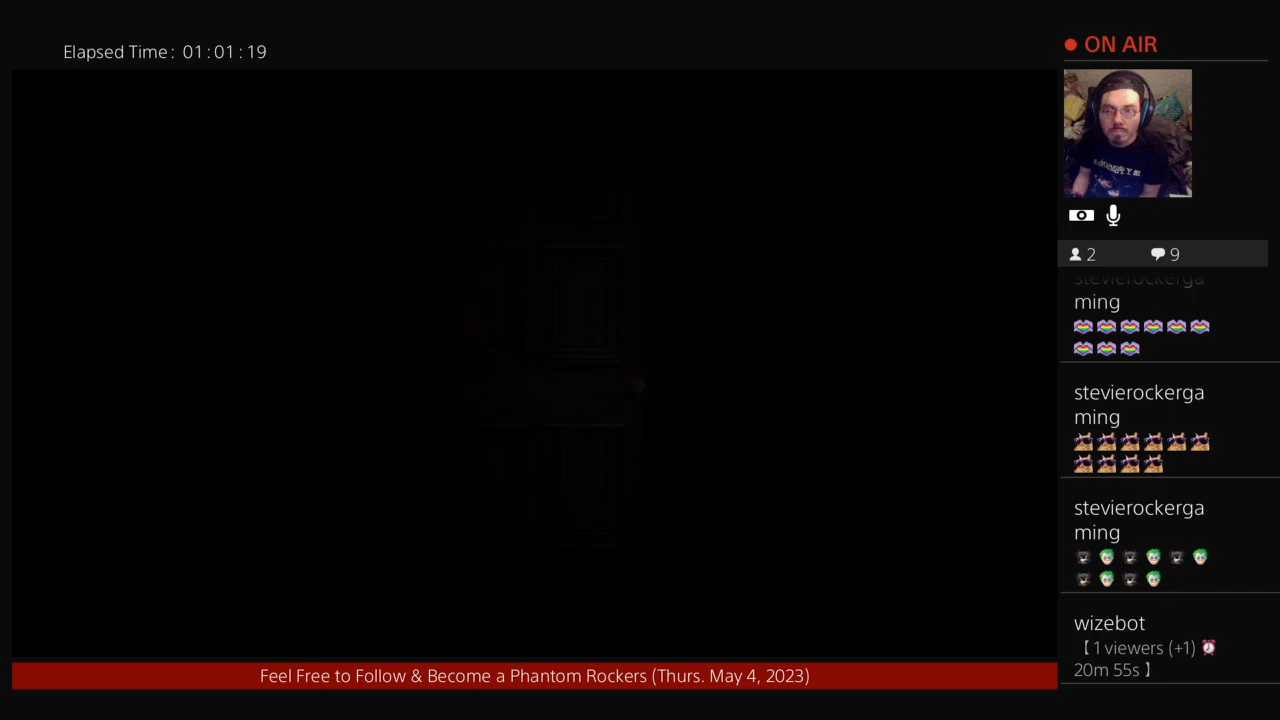 Elapsed Time: 01:01:19
ON AIR
2
9
stevierockerga
ming
stevierockerga
ming
stevierockerga
ming
wizebot
【1 viewers (+1) ⏰
20m 55s】
Feel Free to Follow & Become a Phantom Rockers (Thurs. May 4, 2023)